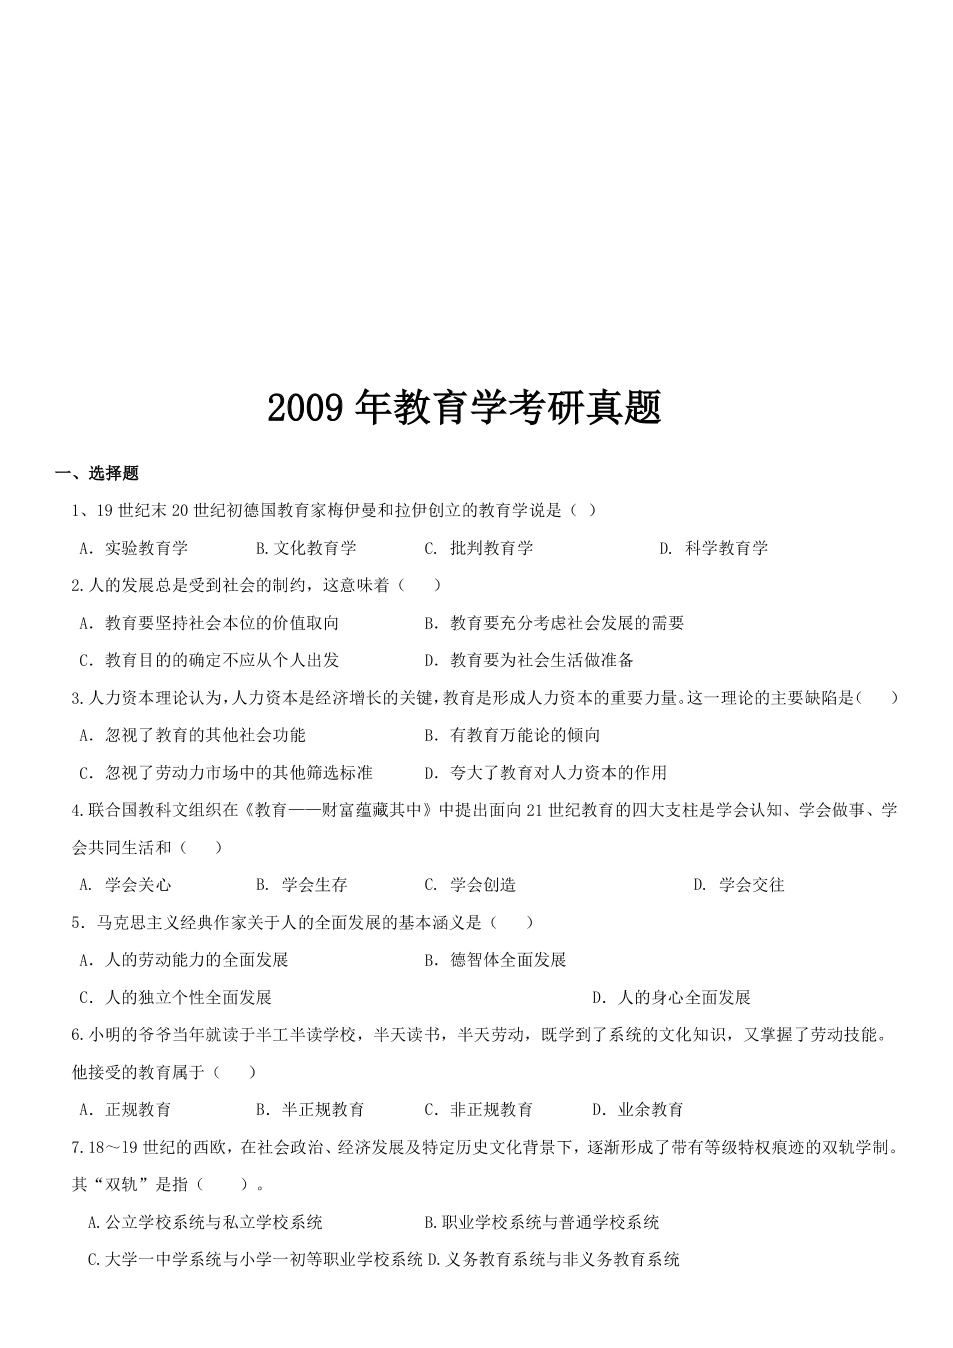 2009 年教育学考研真题
一、选择题
1、19 世纪末 20 世纪初德国教育家梅伊曼和拉伊创立的教育学说是（ ）
A. 实验教育学 B.文化教育学 C. 批判教育学 D. 科学教育学
2.人的发展总是受到社会的制约，这意味着（ ）
A．教育要坚持社会本位的价值取向 B．教育要充分考虑社会发展的需要
C．教育目的的确定不应从个人出发 D．教育要为社会生活做准备
3.人力资本理论认为，人力资本是经济增长的关键，教育是形成人力资本的重要力量。这一理论的主要缺陷是（ ）
A．忽视了教育的其他社会功能 B．有教育万能论的倾向
C．忽视了劳动力市场中的其他筛选标准 D．夸大了教育对人力资本的作用
4.联合国教科文组织在《教育——财富蕴藏其中》中提出面向 21 世纪教育的四大支柱是学会认知、学会做事、学
会共同生活和（ ）
A. 学会关心 B. 学会生存 C. 学会创造 D. 学会交往
5．马克思主义经典作家关于人的全面发展的基本涵义是（ ）
A．人的劳动能力的全面发展 B．德智体全面发展
C．人的独立个性全面发展 D．人的身心全面发展
6.小明的爷爷当年就读于半工半读学校，半天读书，半天劳动，既学到了系统的文化知识，又掌握了劳动技能。
他接受的教育属于（ ）
A．正规教育 B．半正规教育 C．非正规教育 D．业余教育
7.18～l9 世纪的西欧，在社会政治、经济发展及特定历史文化背景下，逐渐形成了带有等级特权痕迹的双轨学制。
其“双轨”是指（ ）。
A.公立学校系统与私立学校系统 B.职业学校系统与普通学校系统
C.大学一中学系统与小学一初等职业学校系统 D.义务教育系统与非义务教育系统